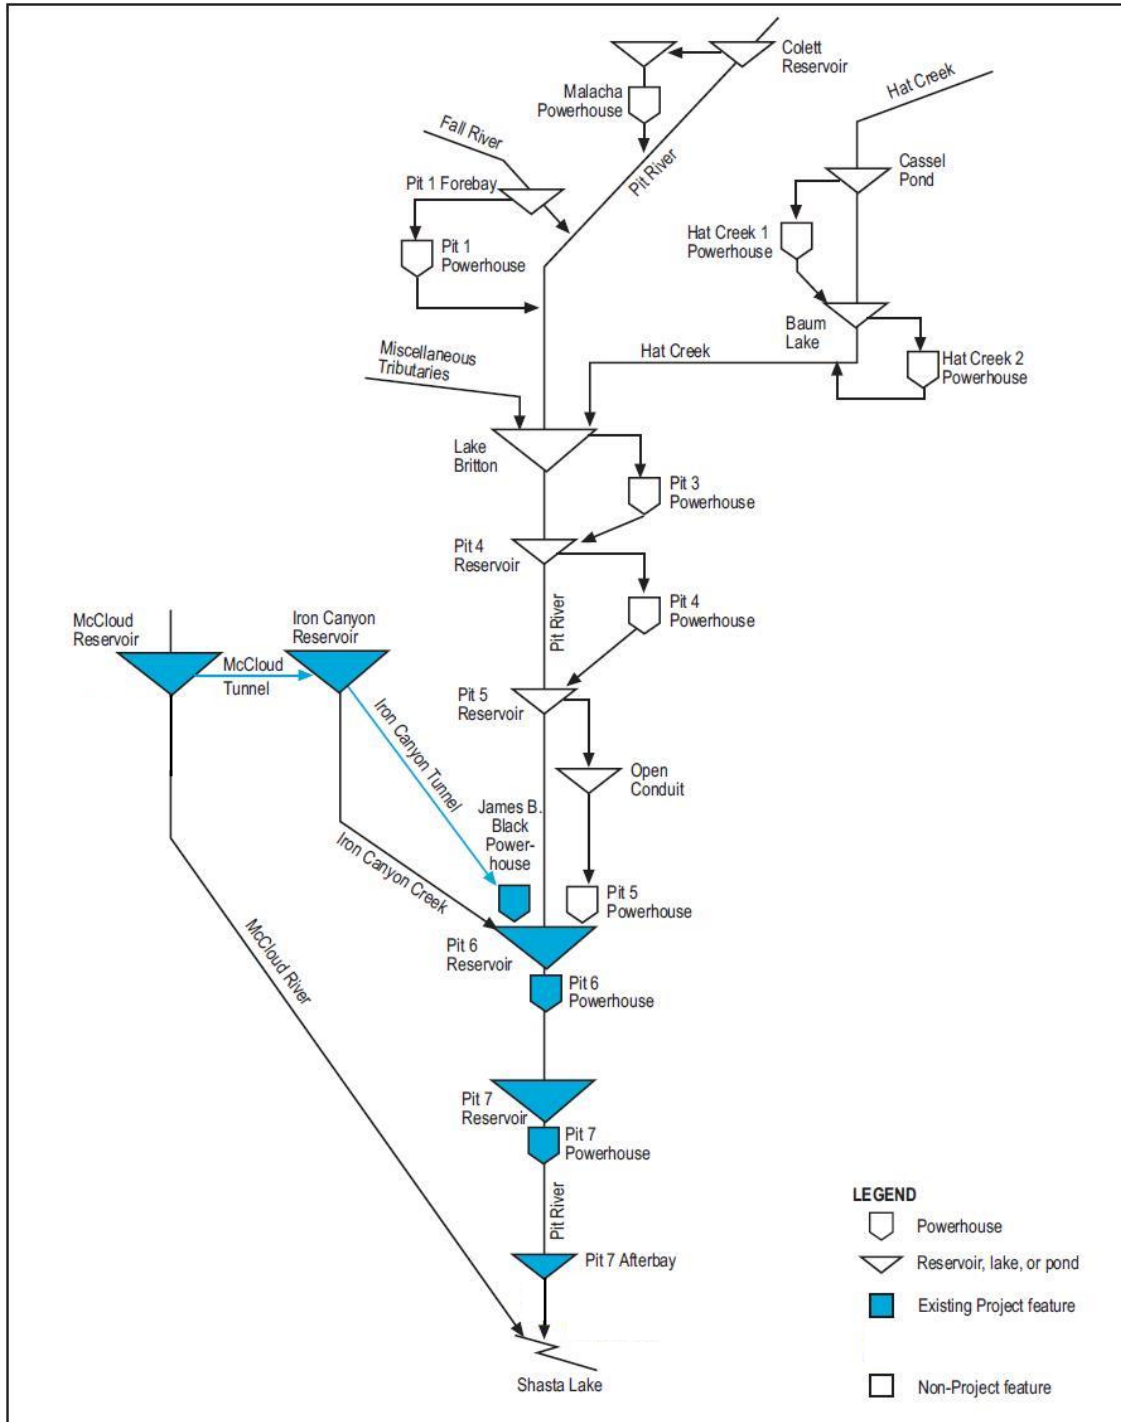 Colett
Reservoir
Malacha
Powerhouse
Hat Creek
Fall River
Pit River
Cassel
Pond
Pit 1 Forebay
Pit 1
Powerhouse
Hat Creek 1
Powerhouse
Baum
Lake
Hat Creek 2
Powerhouse
Hat Creek
Miscellaneous
Tributaries
Lake
Britton
Pit 3
Powerhouse
Pit 4
Reservoir
Pit 4
Powerhouse
Pit River
McCloud
Reservoir
Iron Canyon
Reservoir
McCloud
Tunnel
Pit 5
Reservoir
Iron Canyon Tunnel
Open
Conduit
James B.
Black
Power-
house
Iron Canyon Creek
Pit 5
Powerhouse
Pit 6
Reservoir
McCloud River
Pit 6
Powerhouse
Pit 7
Reservoir
Pit 7
Powerhouse
Pit River
Pit 7 Afterbay
Shasta Lake
LEGEND
Powerhouse
Reservoir, lake, or pond
Existing Project feature
Non-Project feature